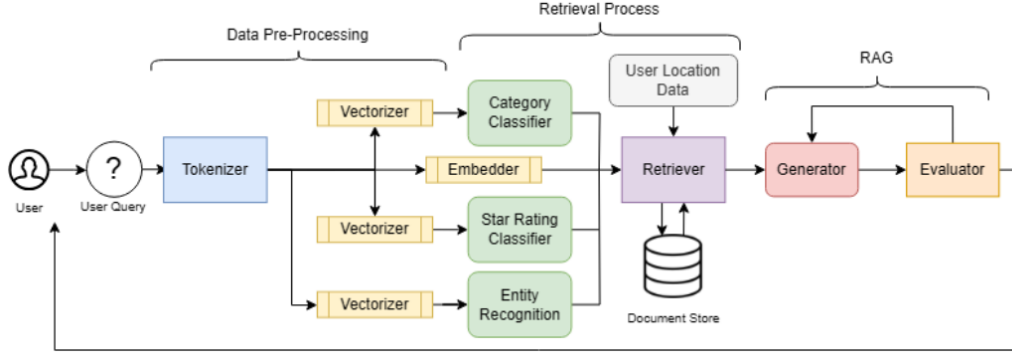 Retrieval Process
Data Pre-Processing
RAG
User Location
Data
Vectorizer
Category
Classifier
?
Tokenizer
Embedder
Retriever
Generator
Evaluator
User
User Query
Vectorizer
Star Rating
Classifier
Vectorizer
Entity
Recognition
Document Store